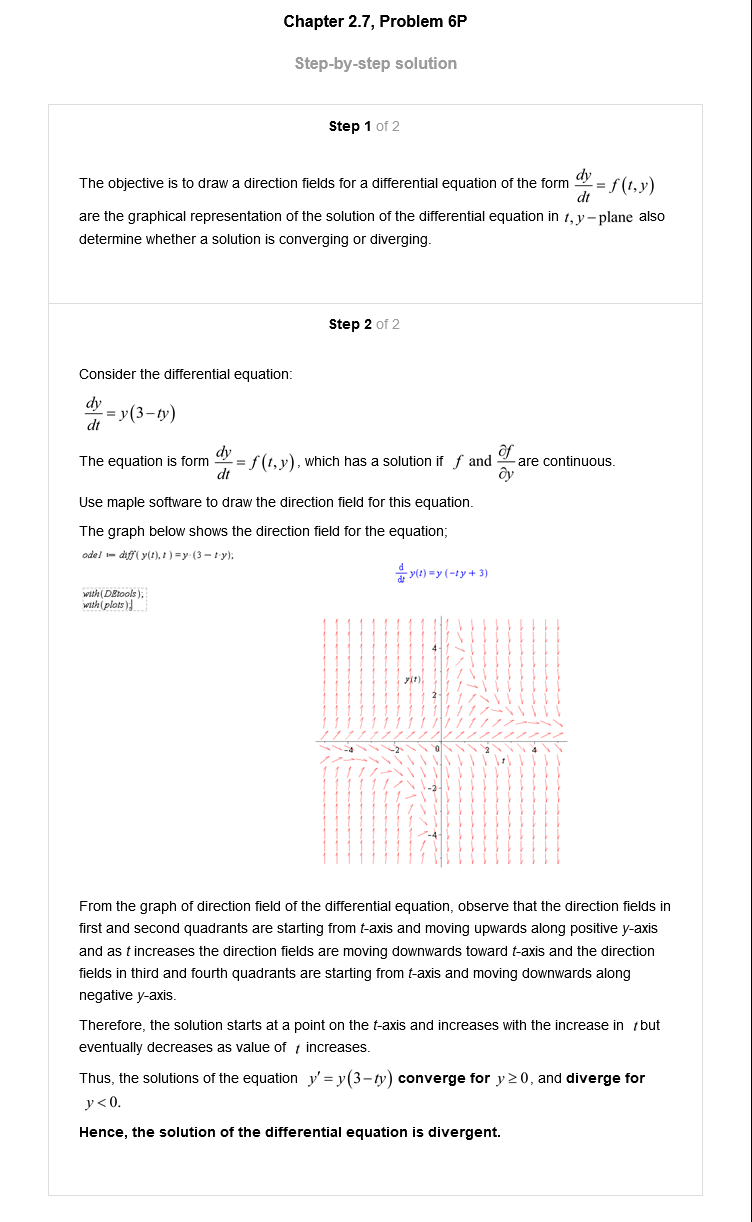 Chapter 2.7, Problem 6P
Step-by-step solution
Step 1 of 2
The objective is to draw a direction fields for a differential equation of the form dy/dt = f(t,y)
are the graphical representation of the solution of the differential equation in t, y – plane also
determine whether a solution is converging or diverging.
Step 2 of 2
Consider the differential equation:
dy/dt = y(3−ty)
The equation is form dy/dt = f(t,y), which has a solution if f and ∂f/∂y are continuous.
Use maple software to draw the direction field for this equation.
The graph below shows the direction field for the equation;
ode1 := diff( y(t), t ) = y·(3 − t·y);
d/dt y(t) = y (−t y + 3)
with(DEtools);
with(plots);
4
y(t)
2
−4 −2 0 2 4
t
−2
−4
From the graph of direction field of the differential equation, observe that the direction fields in
first and second quadrants are starting from t-axis and moving upwards along positive y-axis
and as t increases the direction fields are moving downwards toward t-axis and the direction
fields in third and fourth quadrants are starting from t-axis and moving downwards along
negative y-axis.
Therefore, the solution starts at a point on the t-axis and increases with the increase in t but
eventually decreases as value of t increases.
Thus, the solutions of the equation y′ = y(3−ty) converge for y ≥ 0, and diverge for
y < 0.
Hence, the solution of the differential equation is divergent.